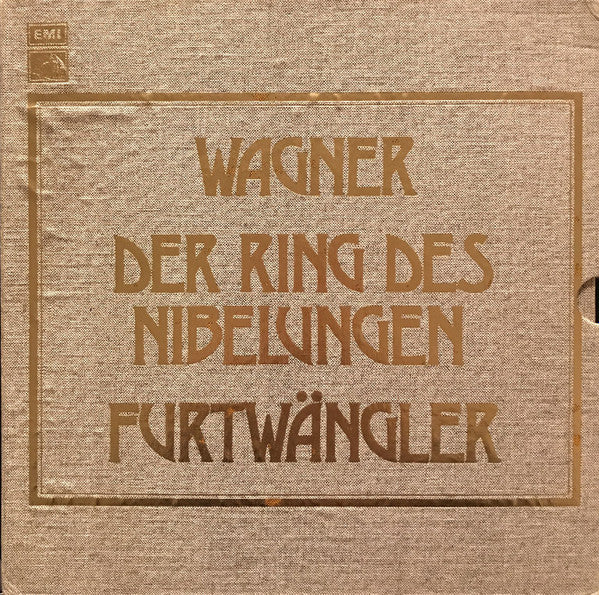 EMI
WAGNER
DER RING DES
NIBELUNGEN
FURTWÄNGLER